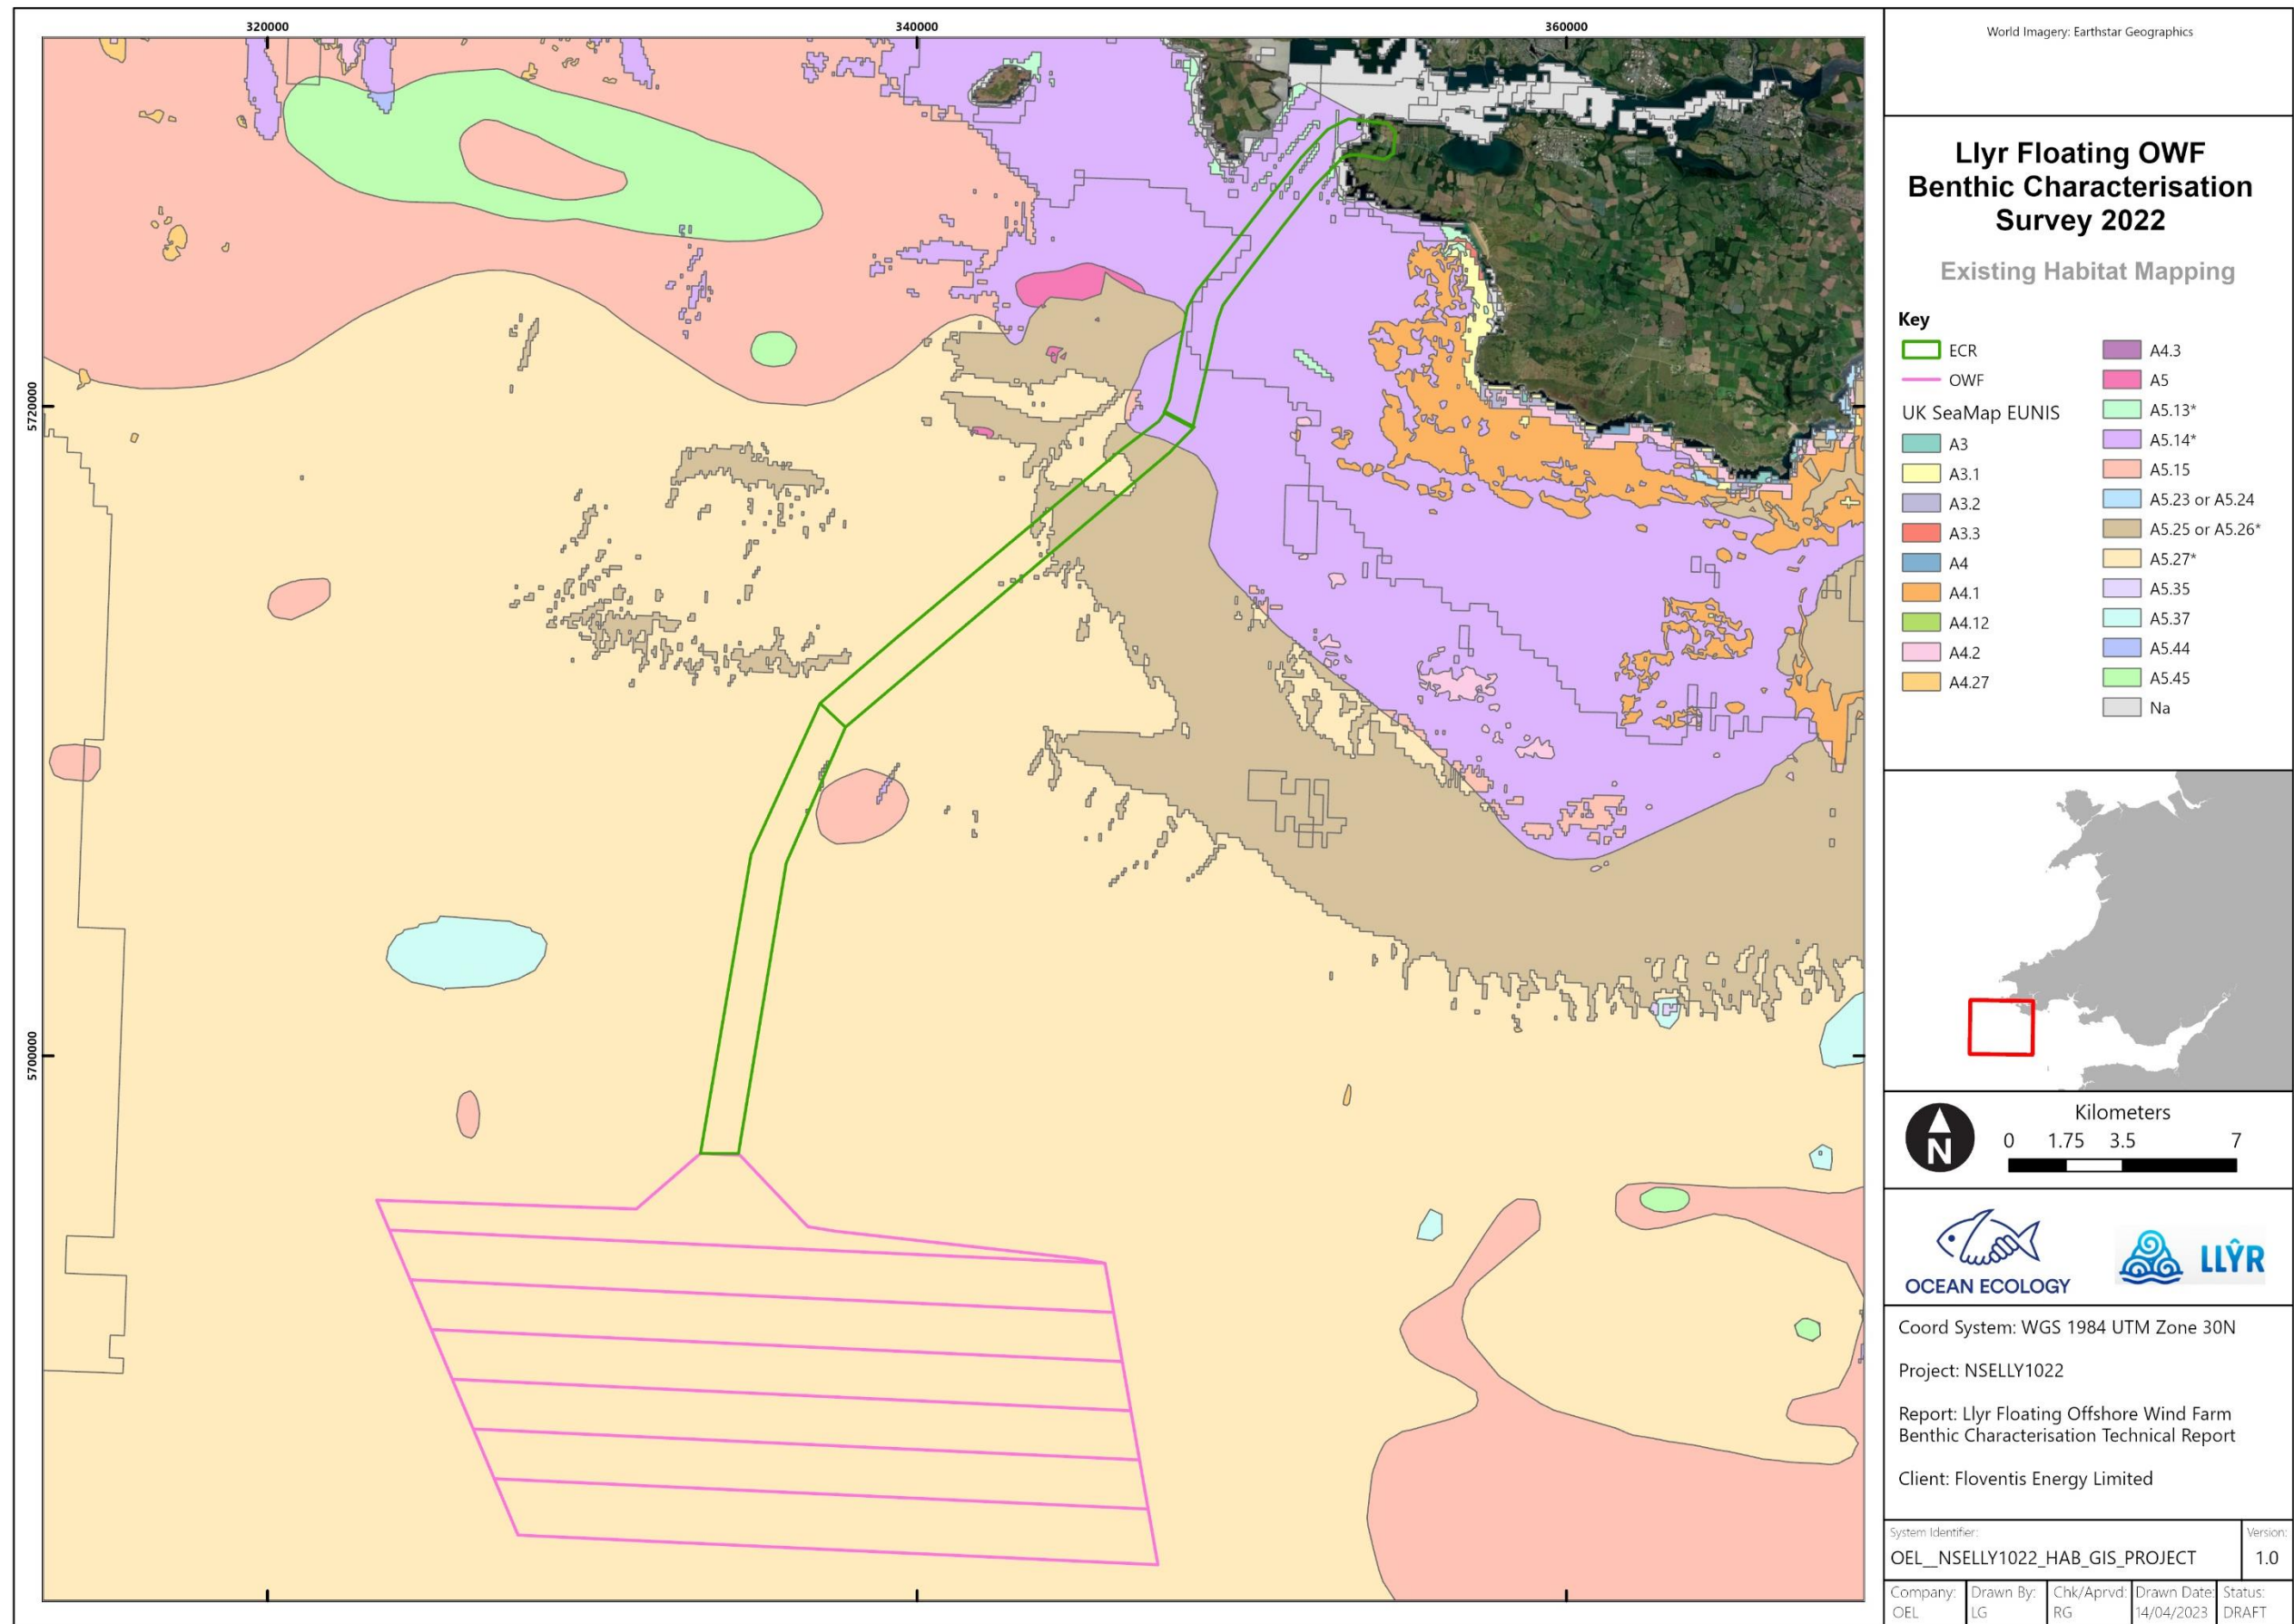 320000
340000
360000
5720000
5700000
World Imagery: Earthstar Geographics
Llyr Floating OWF
Benthic Characterisation
Survey 2022
Existing Habitat Mapping
Key
ECR
OWF
UK SeaMap EUNIS
A3
A3.1
A3.2
A3.3
A4
A4.1
A4.12
A4.2
A4.27
A4.3
A5
A5.13*
A5.14*
A5.15
A5.23 or A5.24
A5.25 or A5.26*
A5.27*
A5.35
A5.37
A5.44
A5.45
Na
N
Kilometers
0 1.75 3.5 7
OCEAN ECOLOGY
LLŶR
Coord System: WGS 1984 UTM Zone 30N
Project: NSELLY1022
Report: Llyr Floating Offshore Wind Farm
Benthic Characterisation Technical Report
Client: Floventis Energy Limited
System Identifier: Version:
OEL__NSELLY1022_HAB_GIS_PROJECT 1.0
Company: Drawn By: Chk/Aprvd: Drawn Date: Status:
OEL LG RG 14/04/2023 DRAFT